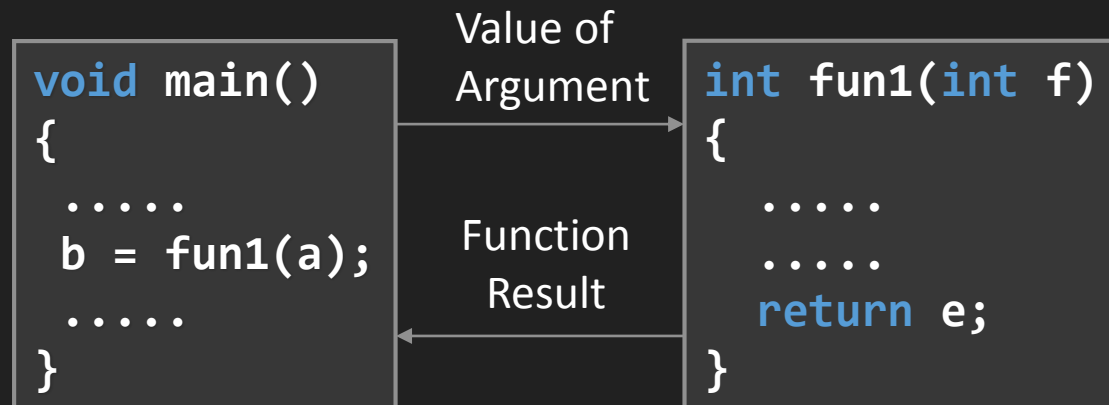 void main()
{
.....
b = fun1(a);
.....
}
Value of
Argument
Function
Result
int fun1(int f)
{
.....
.....
return e;
}